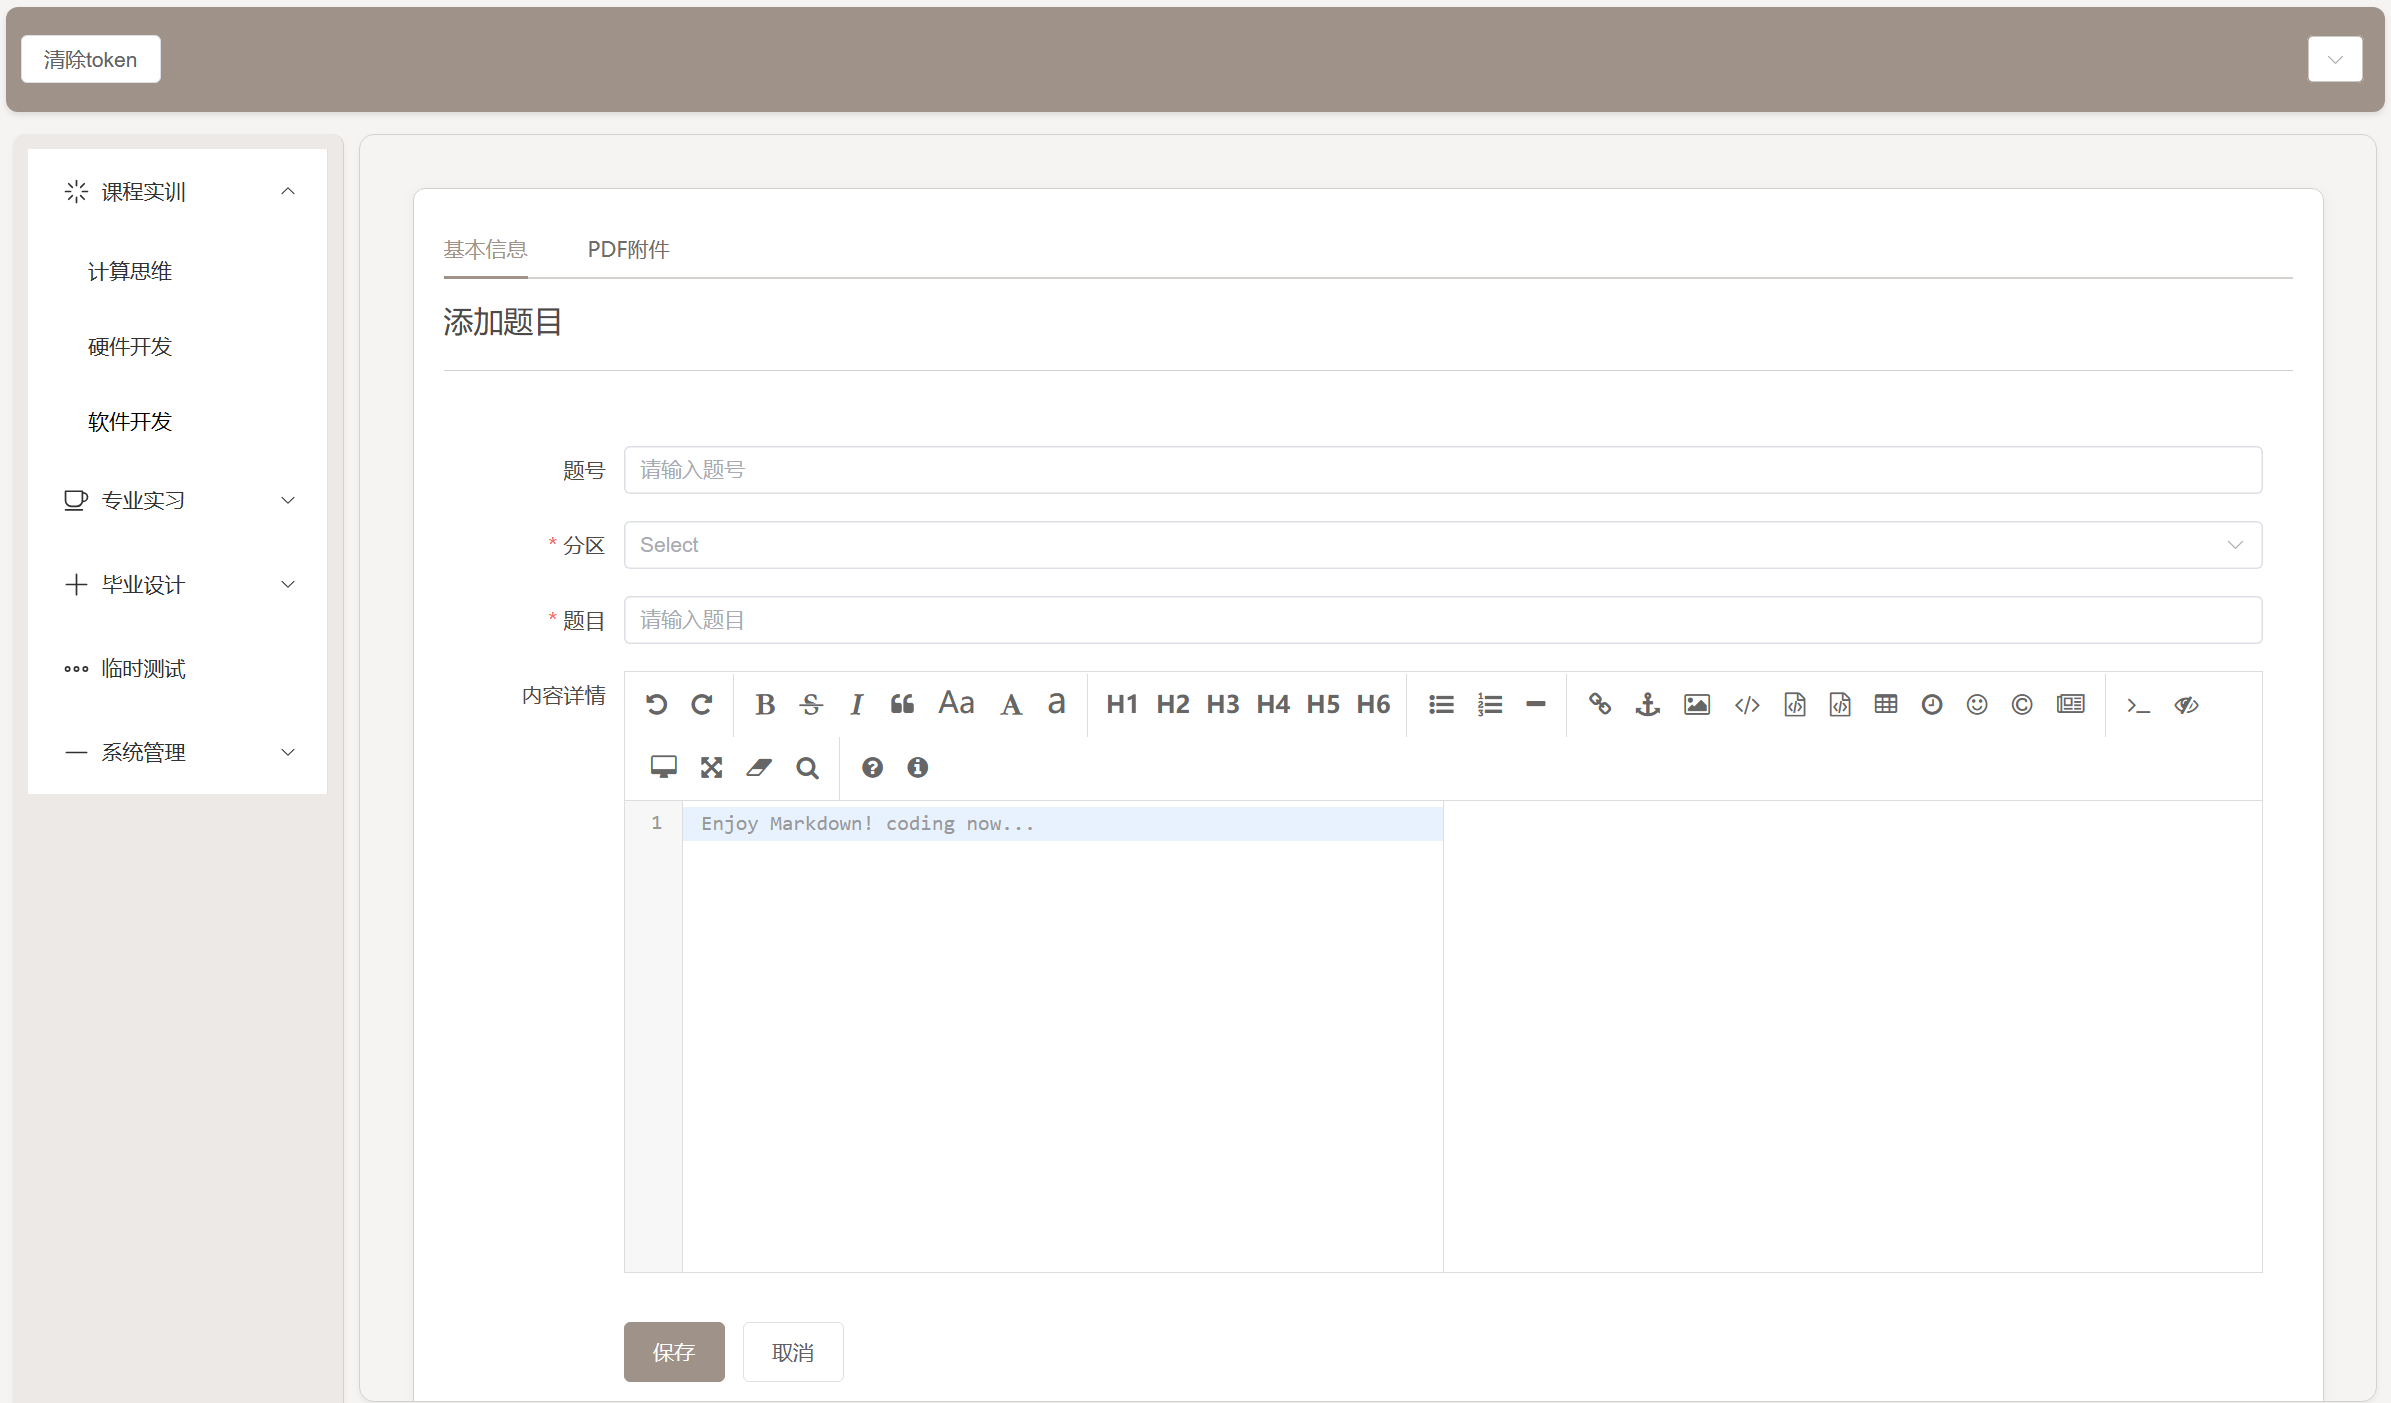 清除token
课程实训
计算思维
硬件开发
软件开发
专业实习
毕业设计
临时测试
系统管理
基本信息 PDF附件
添加题目
题号 请输入题号
* 分区 Select
* 题目 请输入题目
内容详情
B S I Aa A a H1 H2 H3 H4 H5 H6
1 Enjoy Markdown! coding now...
保存 取消